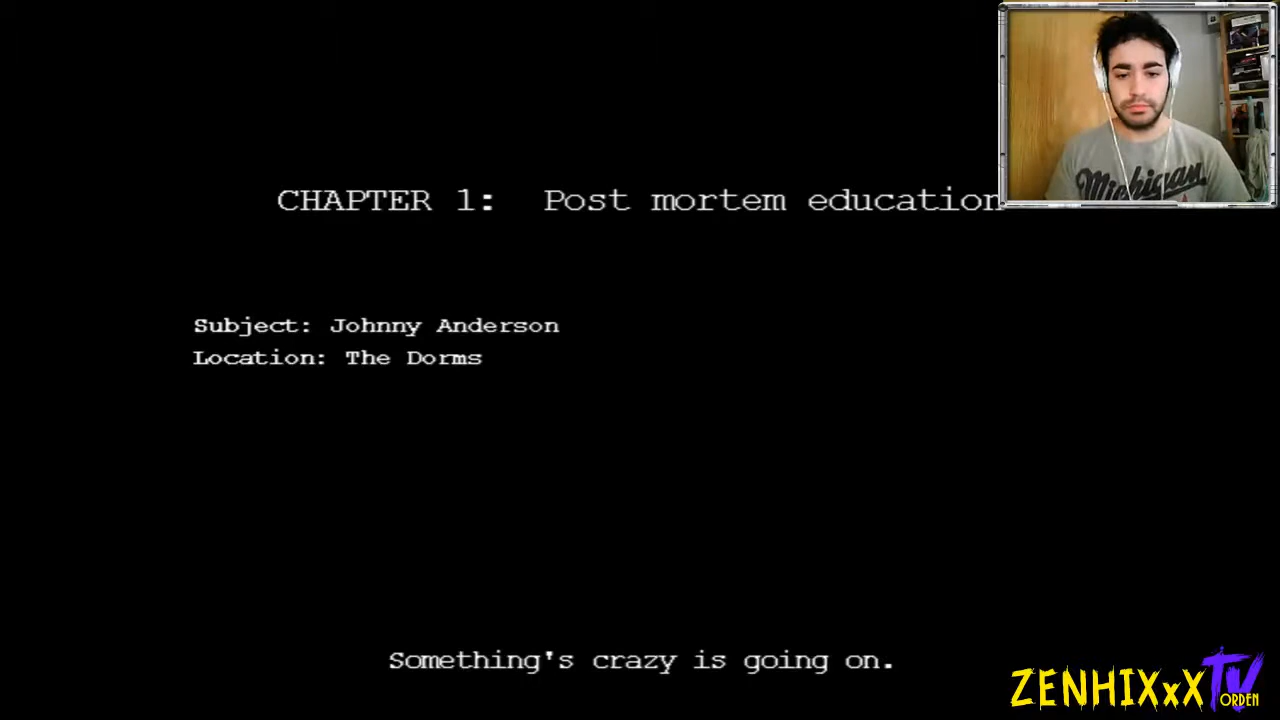 CHAPTER 1: Post mortem education
Subject: Johnny Anderson
Location: The Dorms
Something's crazy is going on.
Michigan
ZENHIXxX TV
ORDEN